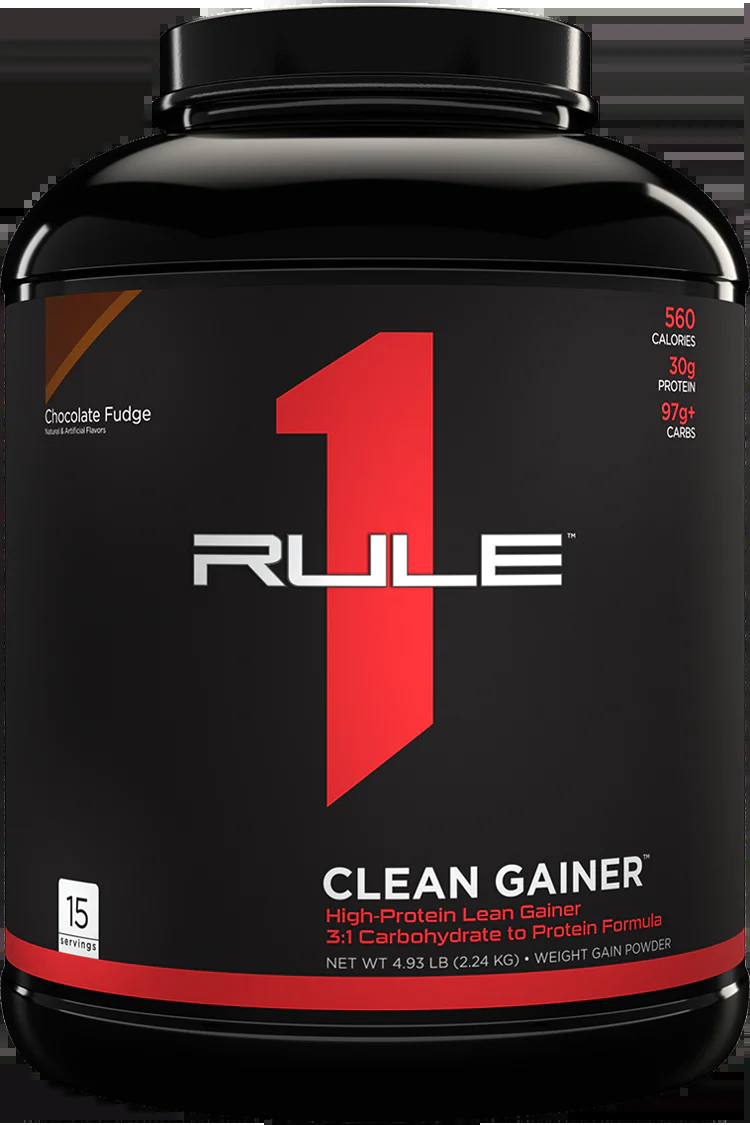 560
CALORIES
30g
PROTEIN
97g+
CARBS
Chocolate Fudge
Natural & Artificial Flavors
1
RULE™
CLEAN GAINER™
High-Protein Lean Gainer
3:1 Carbohydrate to Protein Formula
NET WT 4.93 LB (2.24 KG) • WEIGHT GAIN POWDER
15
servings